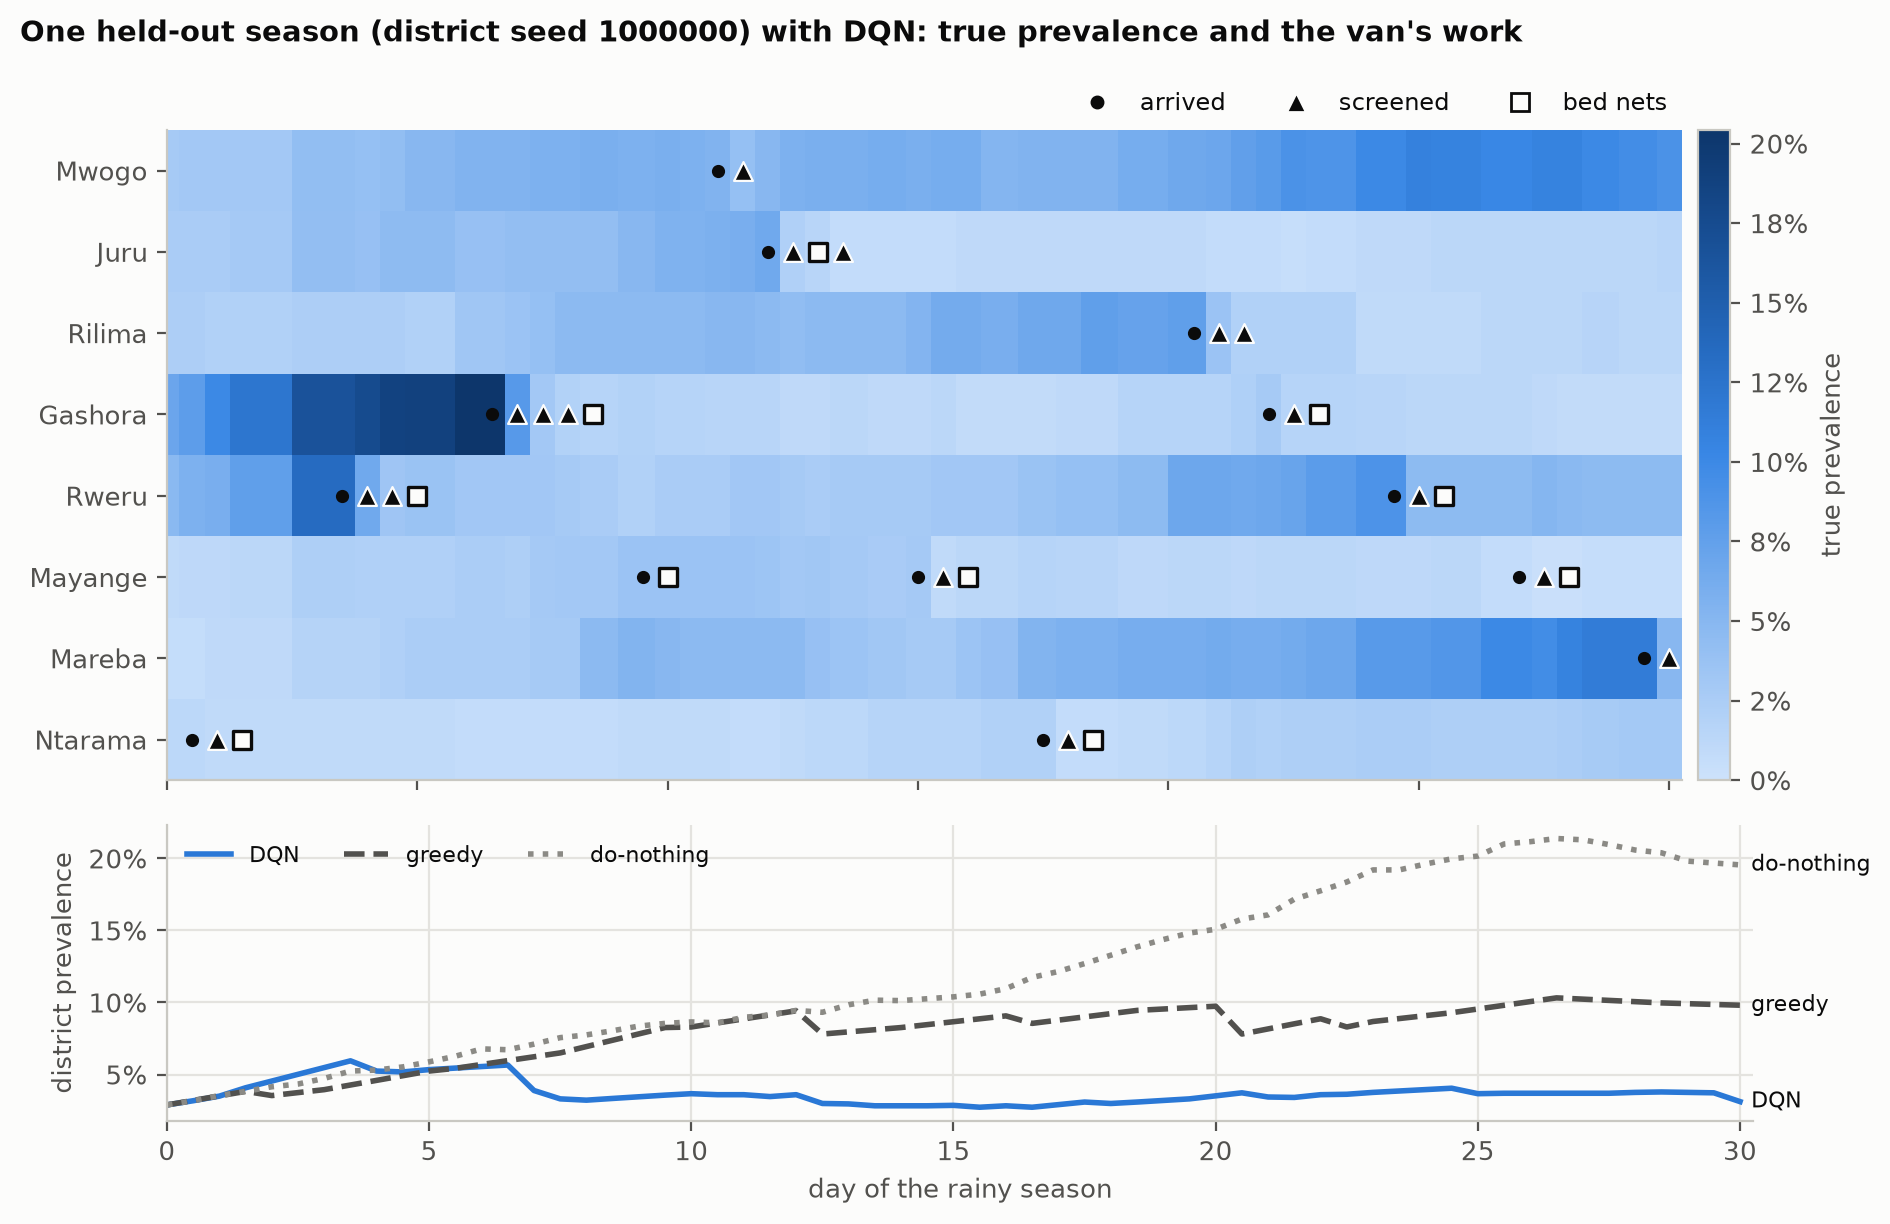 One held-out season (district seed 1000000) with DQN: true prevalence and the van's work
arrived screened bed nets
Mwogo
Juru
Rilima
Gashora
Rweru
Mayange
Mareba
Ntarama
20%
18%
15%
12%
10%
8%
5%
2%
0%
true prevalence
DQN greedy do-nothing
district prevalence
20%
15%
10%
5%
do-nothing
greedy
DQN
0 5 10 15 20 25 30
day of the rainy season